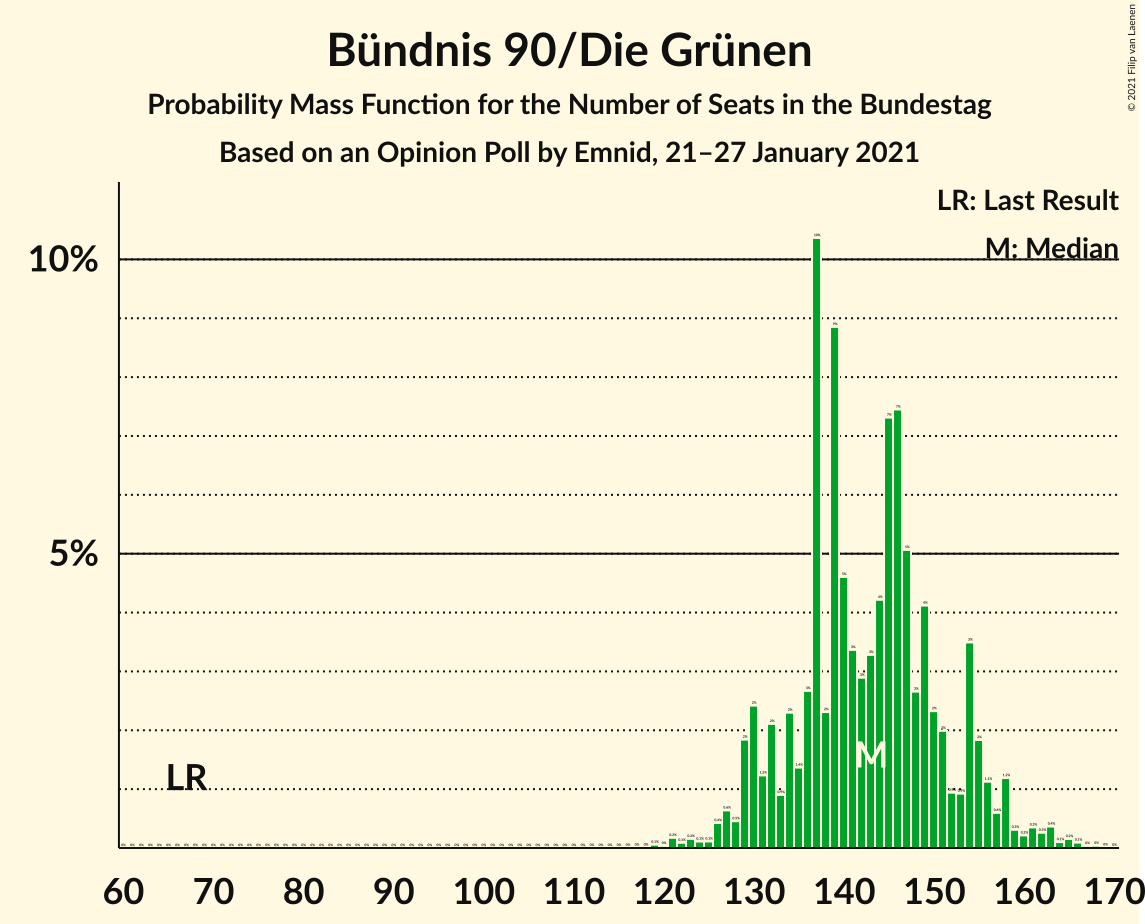 Bündnis 90/Die Grünen
Probability Mass Function for the Number of Seats in the Bundestag
Based on an Opinion Poll by Emnid, 21–27 January 2021
© 2021 Filip van Laenen
LR: Last Result
M: Median
10%
5%
LR
M
60 70 80 90 100 110 120 130 140 150 160 170